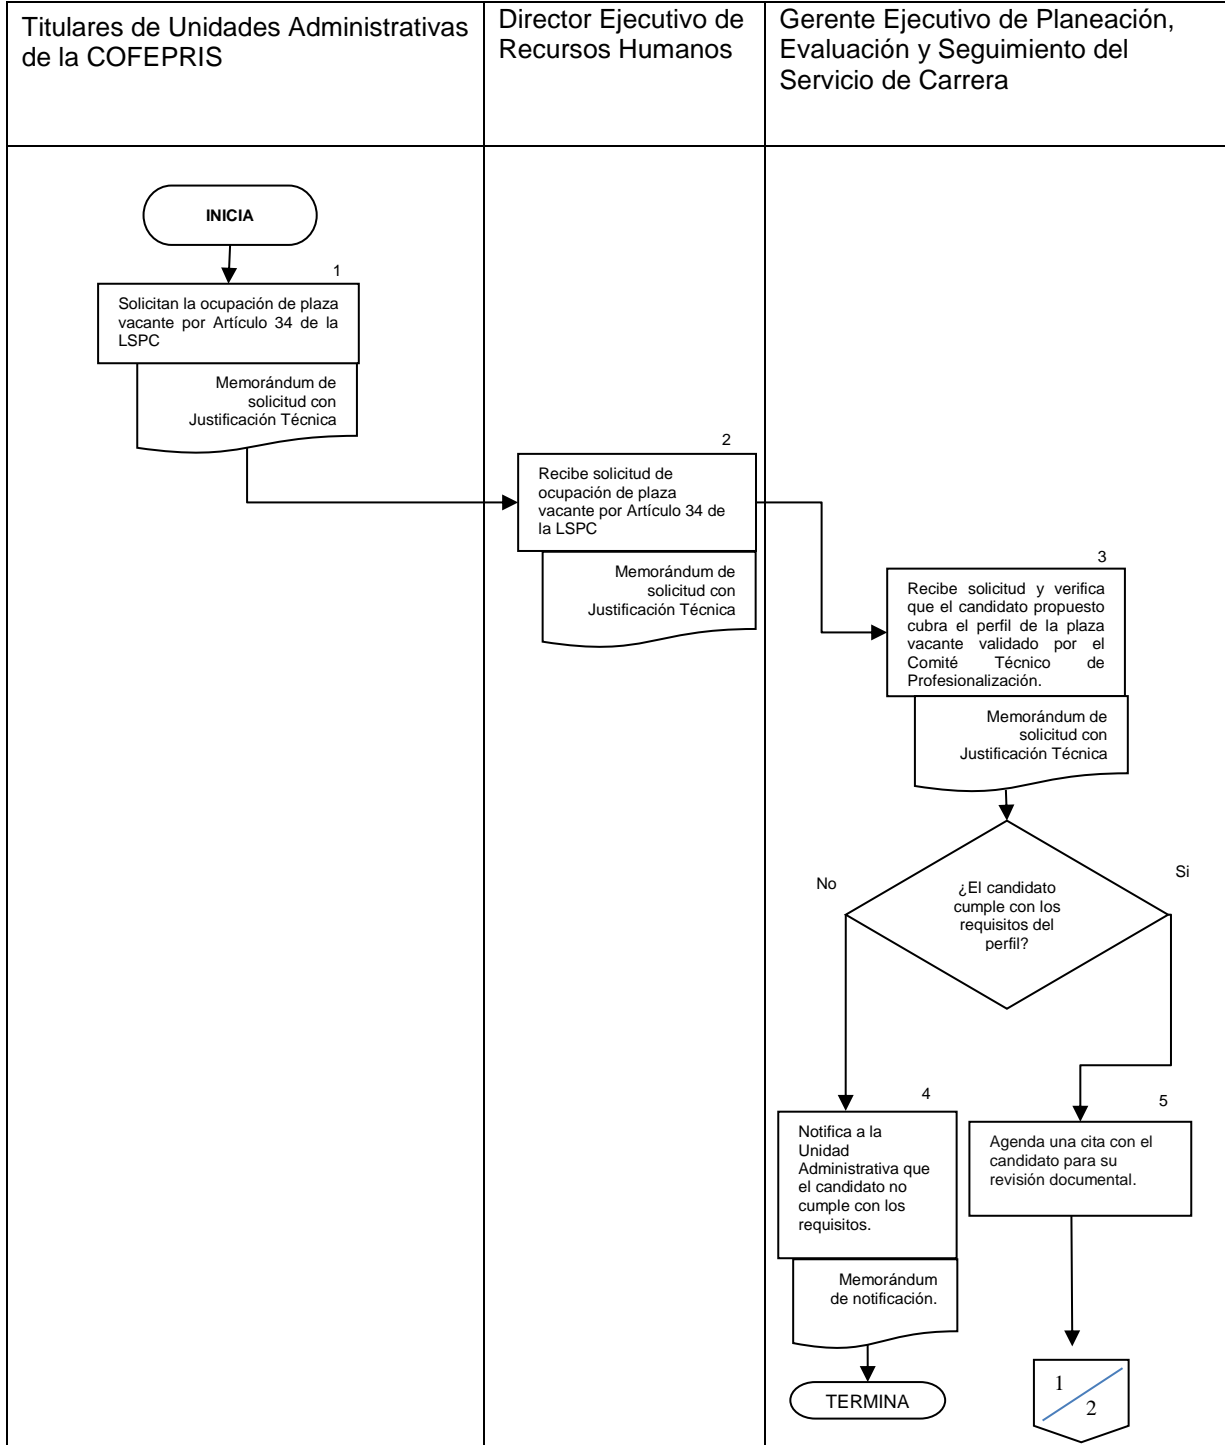 Titulares de Unidades Administrativas
de la COFEPRIS
Director Ejecutivo de
Recursos Humanos
Gerente Ejecutivo de Planeación,
Evaluación y Seguimiento del
Servicio de Carrera
INICIA
1
Solicitan la ocupación de plaza
vacante por Artículo 34 de la
LSPC
Memorándum de
solicitud con
Justificación Técnica
2
Recibe solicitud de
ocupación de plaza
vacante por Artículo 34 de
la LSPC
Memorándum de
solicitud con
Justificación Técnica
3
Recibe solicitud y verifica
que el candidato propuesto
cubra el perfil de la plaza
vacante validado por el
Comité Técnico de
Profesionalización.
Memorándum de
solicitud con
Justificación Técnica
¿El candidato
cumple con los
requisitos del
perfil?
No
Si
4
Notifica a la
Unidad
Administrativa que
el candidato no
cumple con los
requisitos.
Memorándum
de notificación.
TERMINA
5
Agenda una cita con el
candidato para su
revisión documental.
1
2